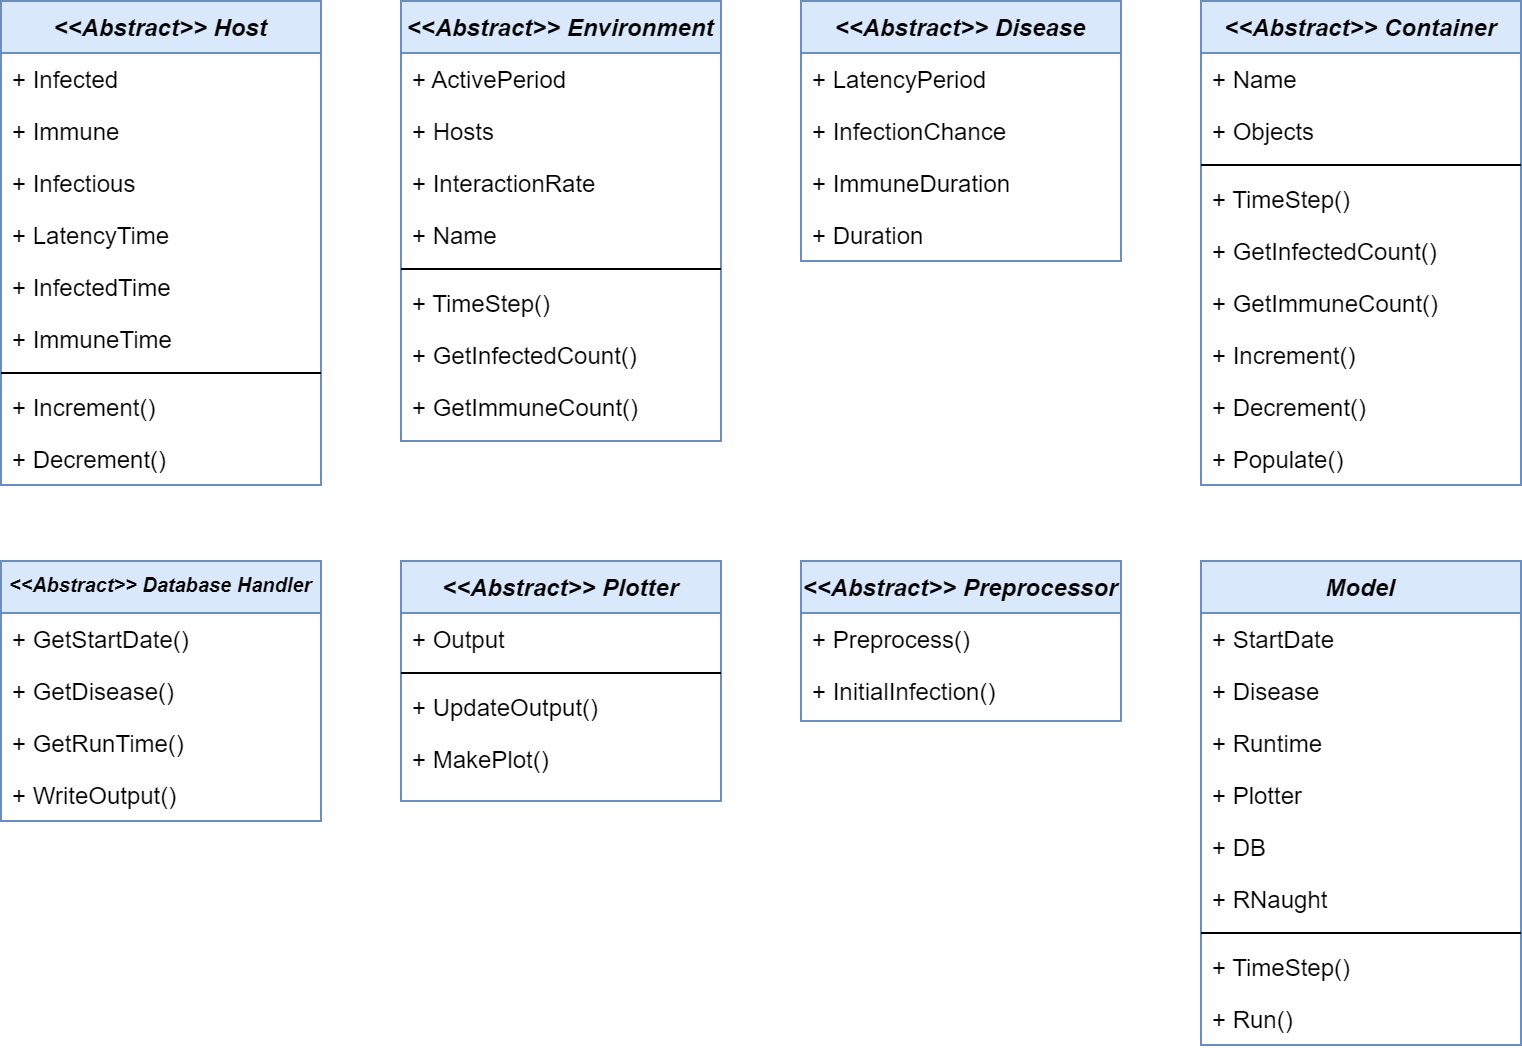 <<Abstract>> Host
+ Infected
+ Immune
+ Infectious
+ LatencyTime
+ InfectedTime
+ ImmuneTime
+ Increment()
+ Decrement()
<<Abstract>> Environment
+ ActivePeriod
+ Hosts
+ InteractionRate
+ Name
+ TimeStep()
+ GetInfectedCount()
+ GetImmuneCount()
<<Abstract>> Disease
+ LatencyPeriod
+ InfectionChance
+ ImmuneDuration
+ Duration
<<Abstract>> Container
+ Name
+ Objects
+ TimeStep()
+ GetInfectedCount()
+ GetImmuneCount()
+ Increment()
+ Decrement()
+ Populate()
<<Abstract>> Database Handler
+ GetStartDate()
+ GetDisease()
+ GetRunTime()
+ WriteOutput()
<<Abstract>> Plotter
+ Output
+ UpdateOutput()
+ MakePlot()
<<Abstract>> Preprocessor
+ Preprocess()
+ InitialInfection()
Model
+ StartDate
+ Disease
+ Runtime
+ Plotter
+ DB
+ RNaught
+ TimeStep()
+ Run()